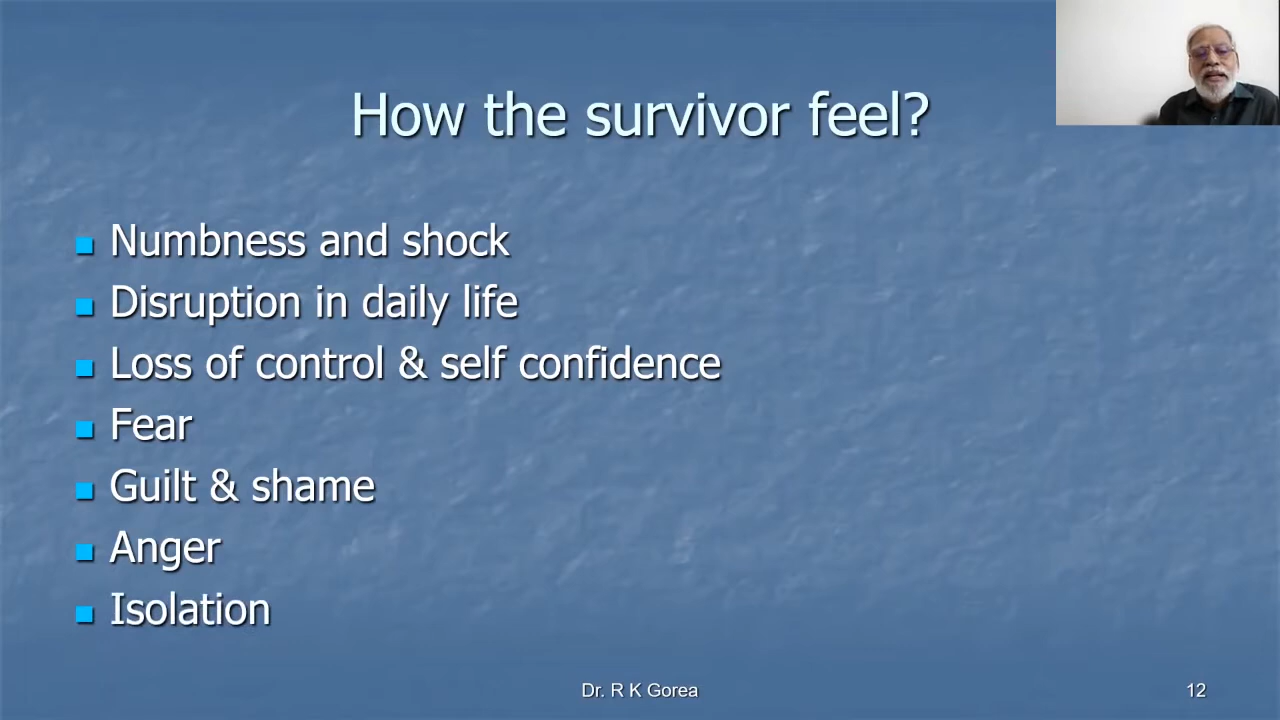 How the survivor feel?
Numbness and shock
Disruption in daily life
Loss of control & self confidence
Fear
Guilt & shame
Anger
Isolation
Dr. R K Gorea
12